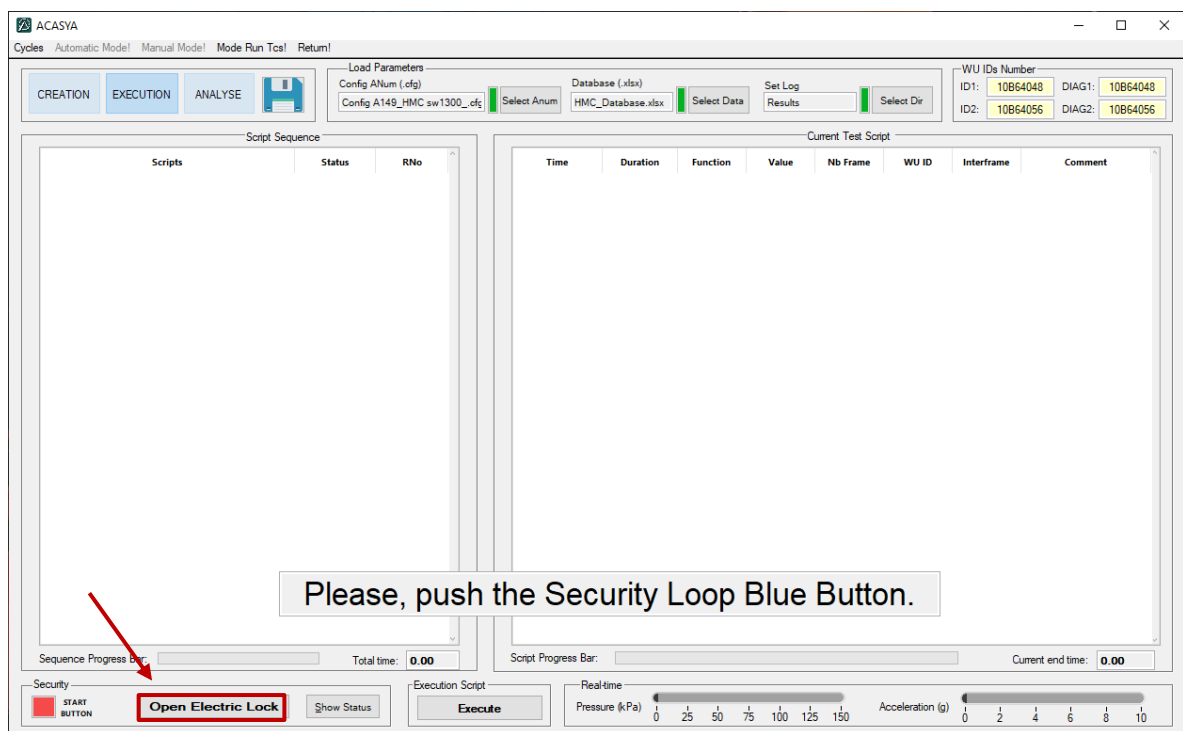 ACASYA
Cycles Automatic Mode! Manual Mode! Mode Run Tcs! Return!
CREATION EXECUTION ANALYSE
Load Parameters
Config ANum (.cfg)
Config A149_HMC sw1300_.cfg
Select Anum
Database (.xlsx)
HMC_Database.xlsx
Select Data
Set Log
Results
Select Dir
WU IDs Number
ID1: 10B64048 DIAG1: 10B64048
ID2: 10B64056 DIAG2: 10B64056
Script Sequence
Scripts Status RNo
Current Test Script
Time Duration Function Value Nb Frame WU ID Interframe Comment
Please, push the Security Loop Blue Button.
Sequence Progress Bar: Total time: 0.00
Script Progress Bar: Current end time: 0.00
Security
START
BUTTON
Open Electric Lock
Show Status
Execution Script
Execute
Real-time
Pressure (kPa)
0 25 50 75 100 125 150
Acceleration (g)
0 2 4 6 8 10